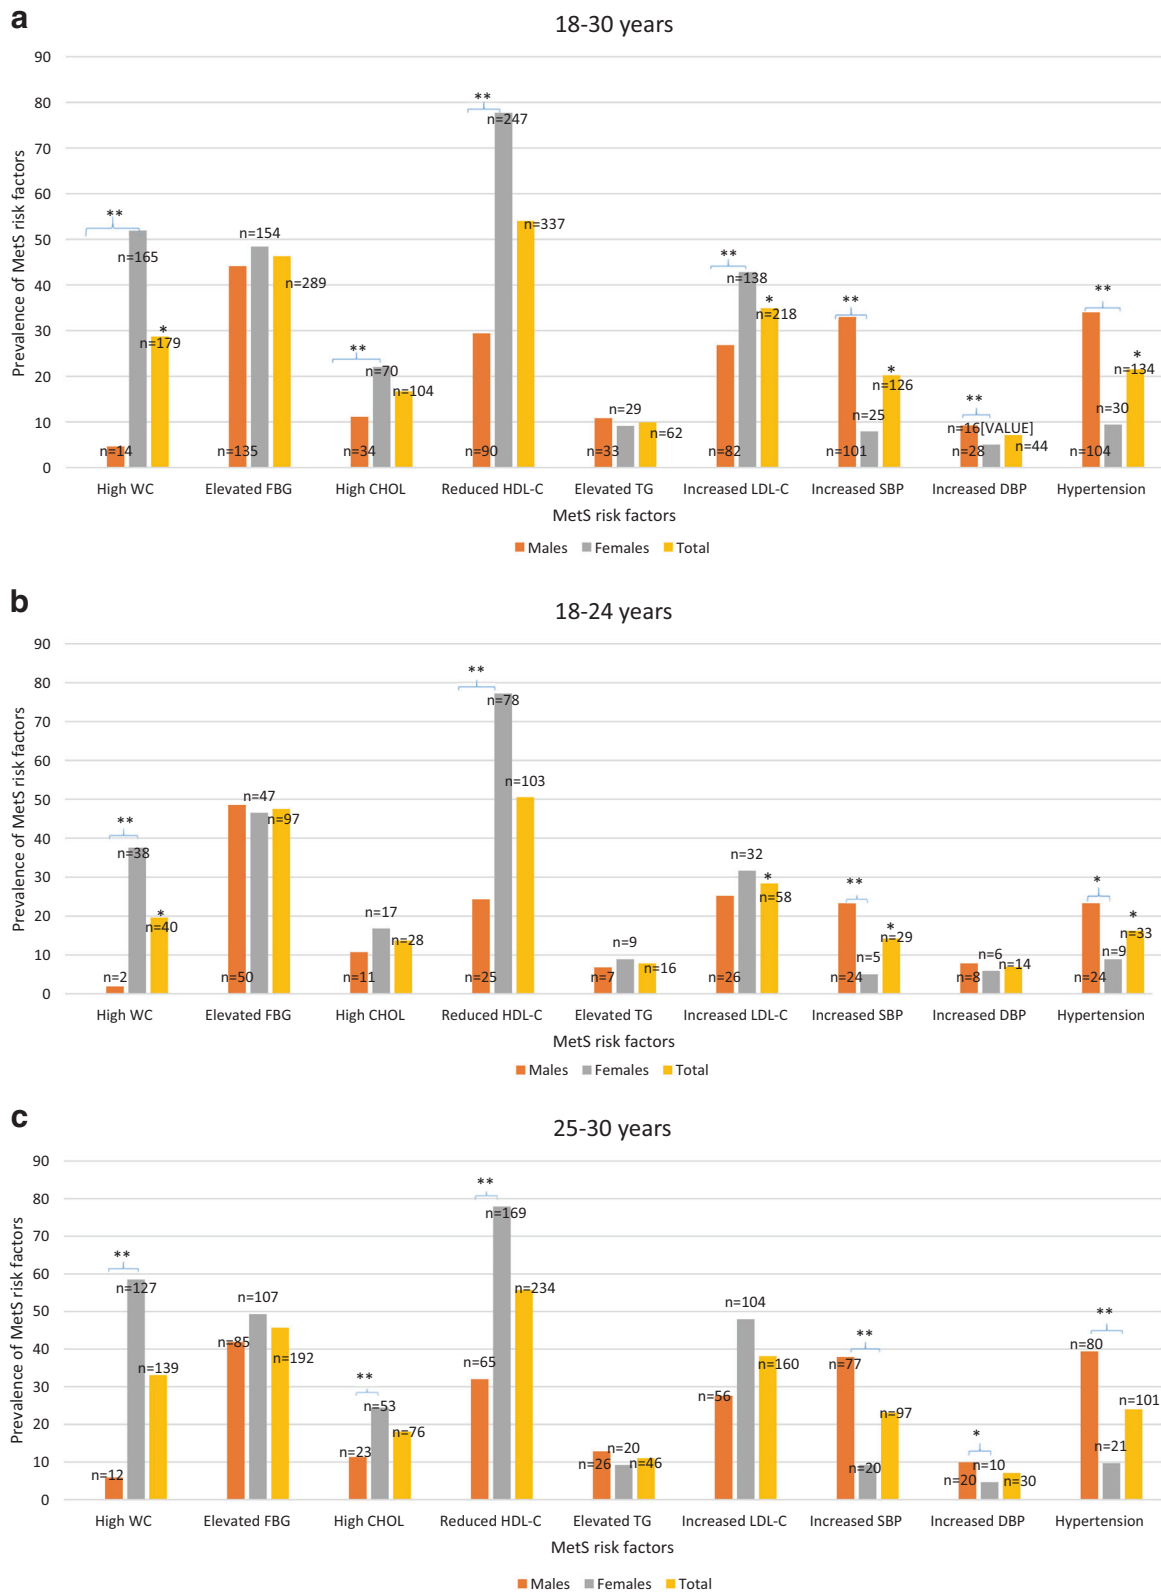 a
18-30 years
Prevalence of MetS risk factors
90
80
70
60
50
40
30
20
10
0
** n=165 n=14 * n=179
n=154 n=135 n=289
** n=70 n=34 n=104
** n=247 n=90 n=337
n=29 n=33 n=62
** n=138 n=82 * n=218
** n=25 n=101 * n=126
** n=16[VALUE] n=28 n=44
** n=30 n=104 * n=134
High WC Elevated FBG High CHOL Reduced HDL-C Elevated TG Increased LDL-C Increased SBP Increased DBP Hypertension
MetS risk factors
Males Females Total
b
18-24 years
Prevalence of MetS risk factors
90
80
70
60
50
40
30
20
10
0
** n=38 n=2 * n=40
n=47 n=50 n=97
n=17 n=11 n=28
** n=78 n=25 n=103
n=9 n=7 n=16
n=32 n=26 * n=58
** n=5 n=24 * n=29
n=6 n=8 n=14
* n=9 n=24 * n=33
High WC Elevated FBG High CHOL Reduced HDL-C Elevated TG Increased LDL-C Increased SBP Increased DBP Hypertension
MetS risk factors
Males Females Total
c
25-30 years
Prevalence of MetS risk factors
90
80
70
60
50
40
30
20
10
0
** n=127 n=12 n=139
n=107 n=85 n=192
** n=53 n=23 n=76
** n=169 n=65 n=234
n=20 n=26 n=46
n=104 n=56 n=160
** n=77 n=20 n=97
* n=10 n=20 n=30
** n=80 n=21 n=101
High WC Elevated FBG High CHOL Reduced HDL-C Elevated TG Increased LDL-C Increased SBP Increased DBP Hypertension
MetS risk factors
Males Females Total